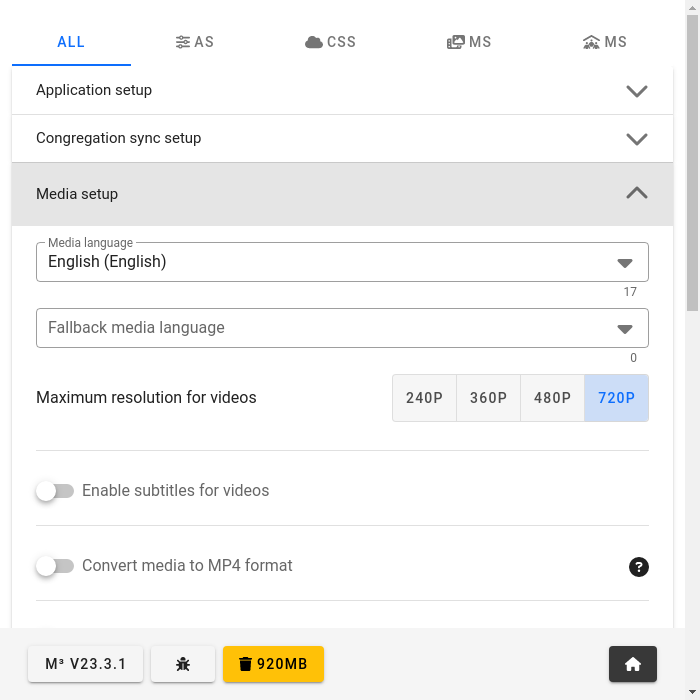 ALL AS CSS MS MS
Application setup
Congregation sync setup
Media setup
Media language
English (English)
17
Fallback media language
0
Maximum resolution for videos 240P 360P 480P 720P
Enable subtitles for videos
Convert media to MP4 format ?
M³ V23.3.1 920MB